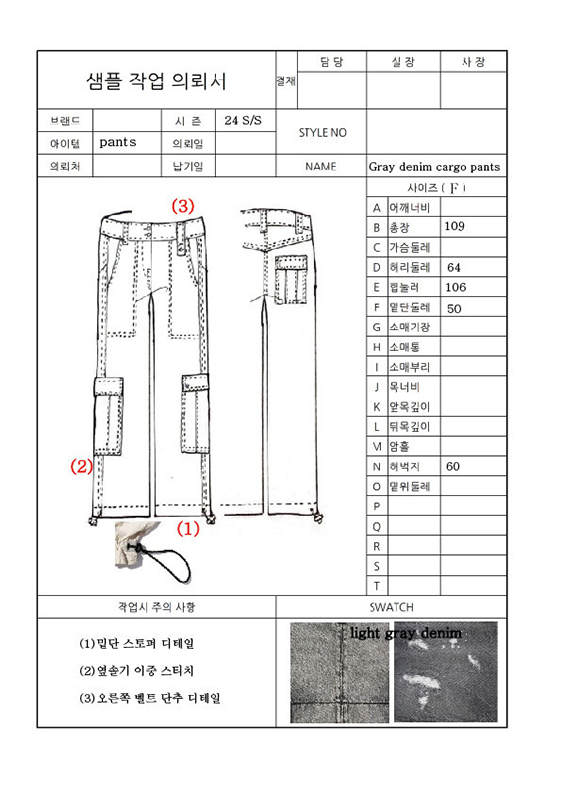 샘플 작업 의뢰서
결재
담 당
실 장
사 장
브랜드
시 즌
24 S/S
STYLE NO
아이템
pants
의뢰일
의뢰처
납기일
NAME
Gray denim cargo pants
사이즈 ( F )
A 어깨너비
B 총장 109
C 가슴둘레
D 허리둘레 64
E 힙눌러 106
F 밑단둘레 50
G 소매기장
H 소매통
I 소매부리
J 목너비
K 앞목깊이
L 뒤목깊이
M 암홀
N 허벅지 60
O 밑위둘레
P
Q
R
S
T
(3)
(2)
(1)
작업시 주의 사항
SWATCH
(1)밑단 스토퍼 디테일
(2)옆솔기 이중 스티치
(3)오른쪽 벨트 단추 디테일
light gray denim